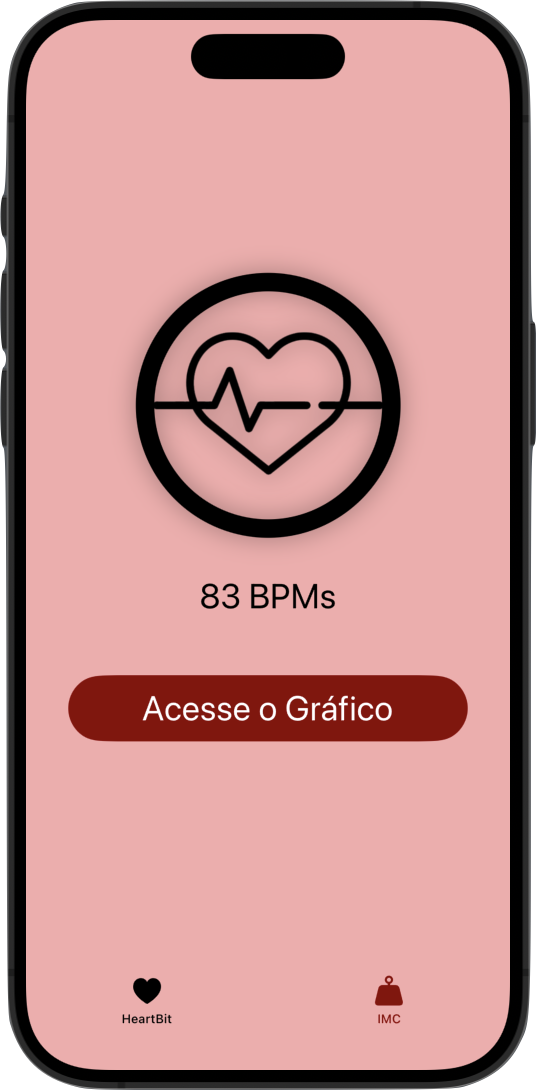 83 BPMs
Acesse o Gráfico
HeartBit
IMC